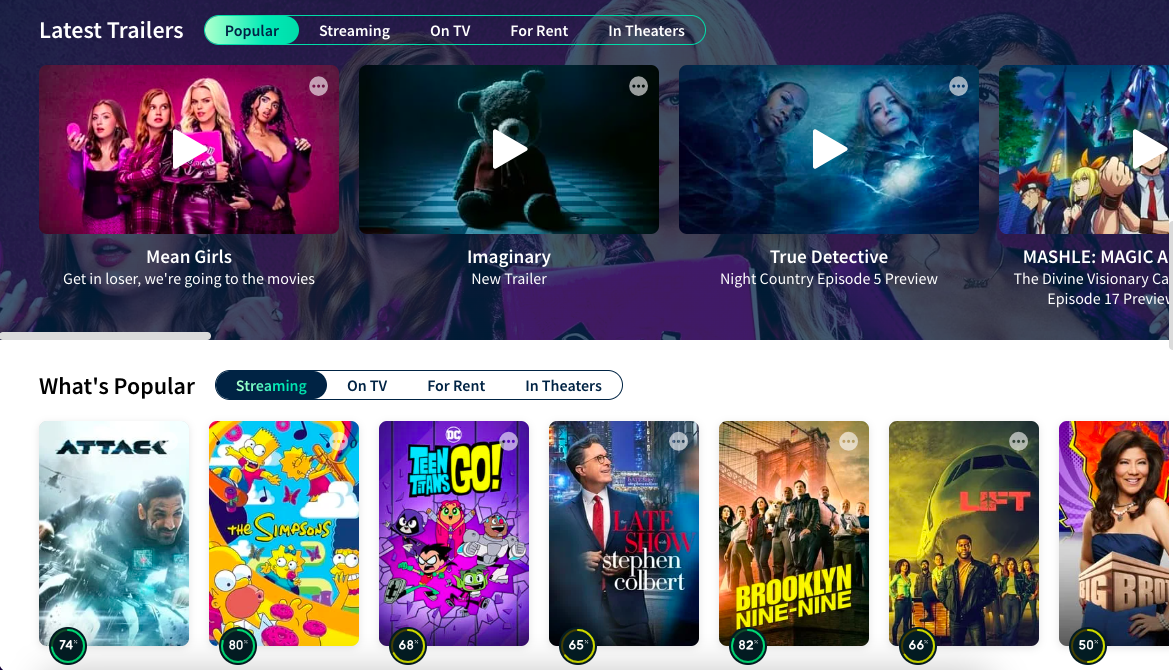 Latest Trailers
Popular
Streaming
On TV
For Rent
In Theaters
Mean Girls
Get in loser, we're going to the movies
Imaginary
New Trailer
True Detective
Night Country Episode 5 Preview
MASHLE: MAGIC A
The Divine Visionary Ca
Episode 17 Preview
What's Popular
Streaming
On TV
For Rent
In Theaters
ATTACK
THE SIMPSONS
DC
TEEN
TITANS
GO!
LATE
SHOW
stephen
colbert
BROOKLYN
NINE-NINE
LIFT
BIG BRO
74%
80%
68%
65%
82%
66%
50%